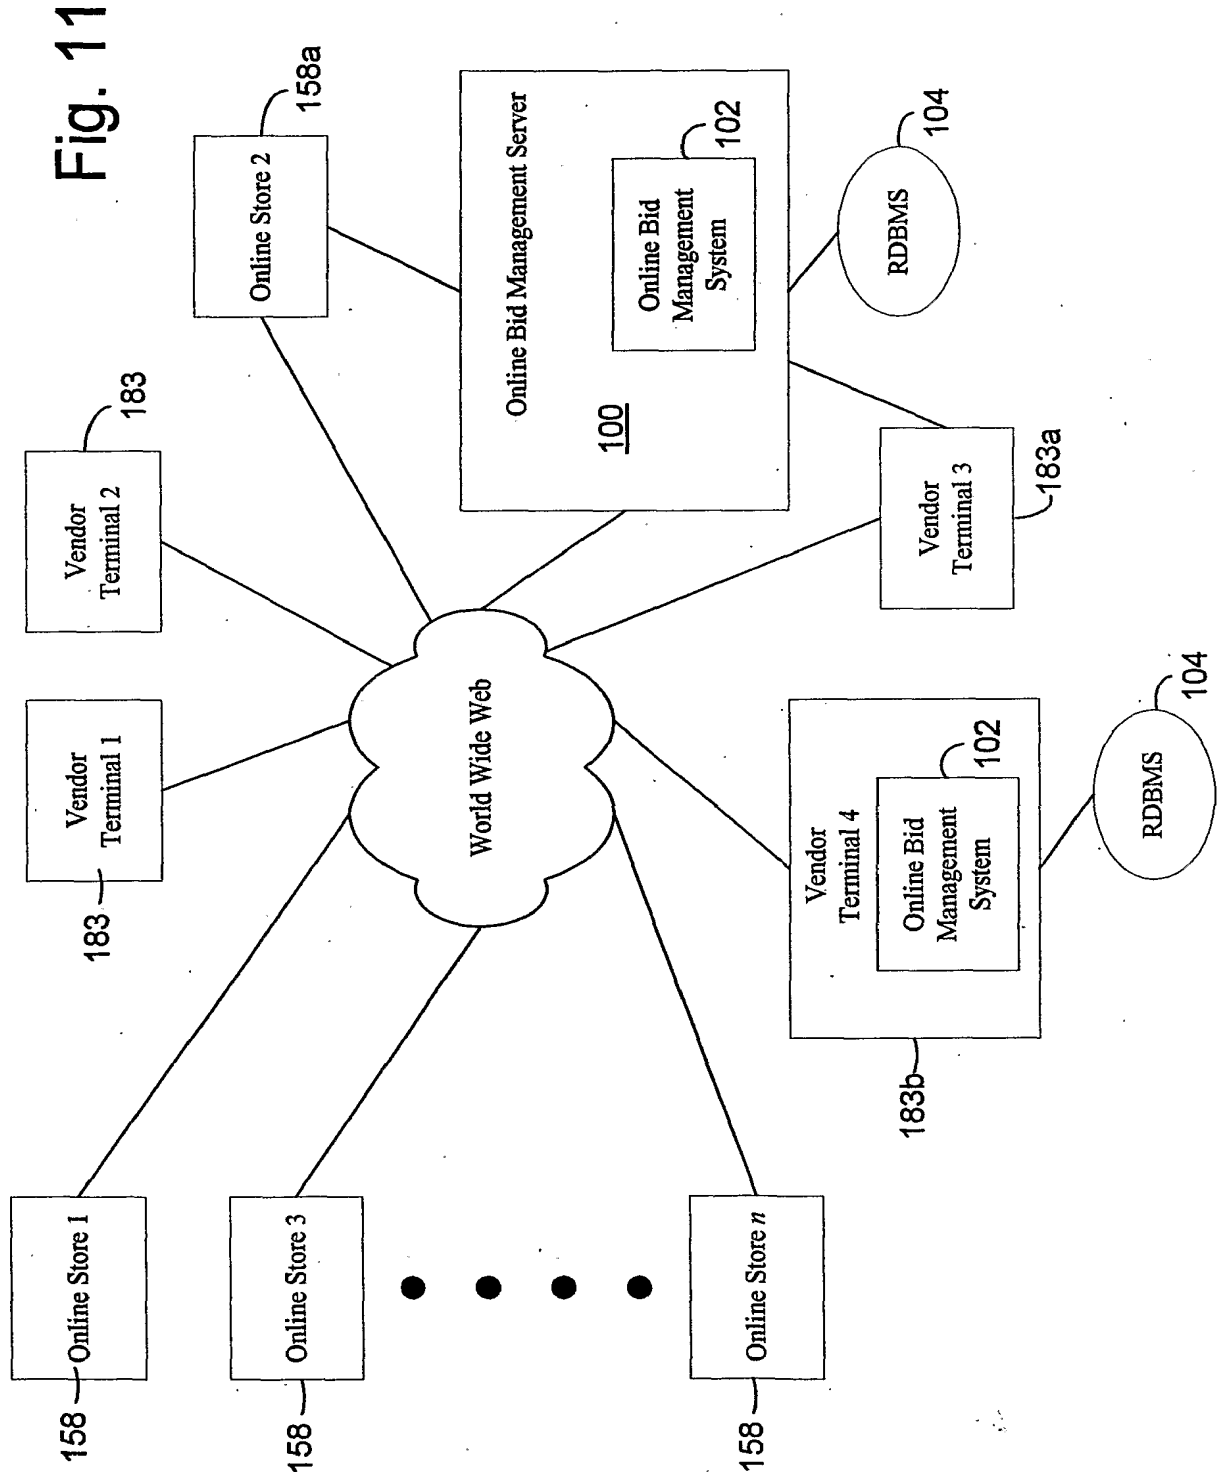 Fig. 11
158
Online Store 1
158
Online Store 3
158
Online Store n
183
Vendor
Terminal 1
183
Vendor
Terminal 2
158a
Online Store 2
World Wide Web
Online Bid Management Server
100
102
Online Bid
Management
System
104
RDBMS
Vendor
Terminal 3
183a
183b
Vendor
Terminal 4
102
Online Bid
Management
System
104
RDBMS